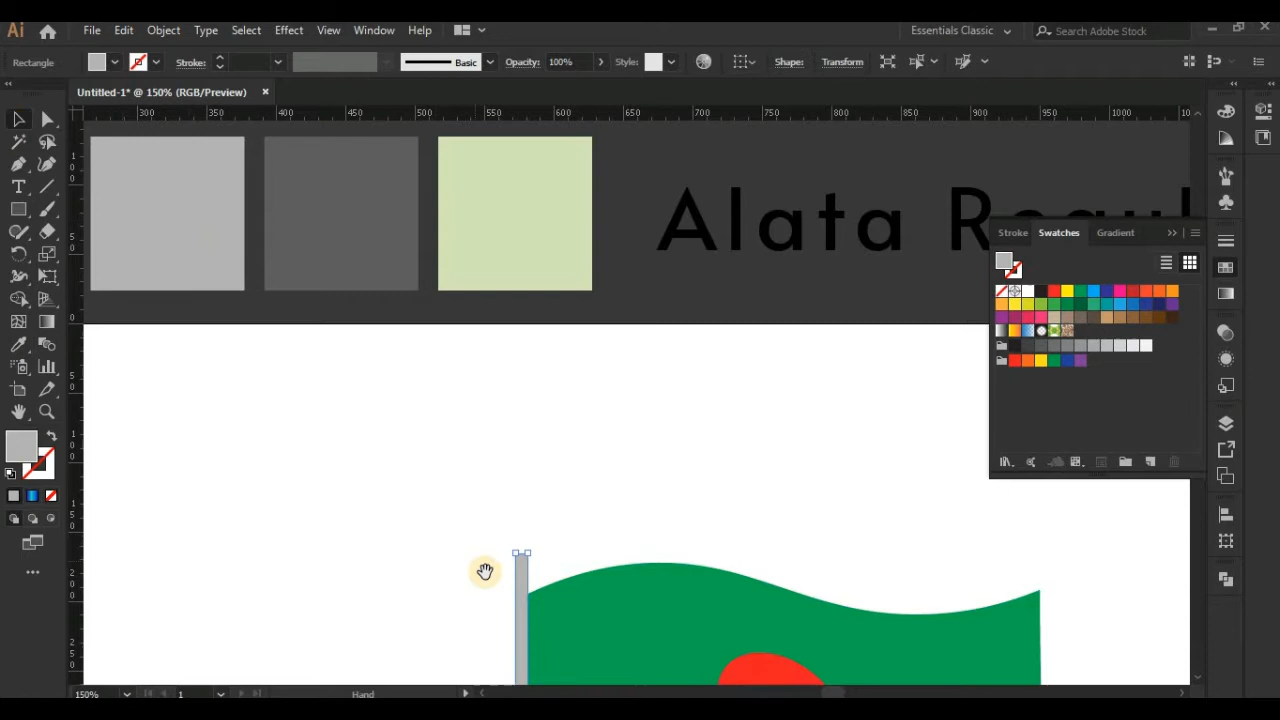 Ai File Edit Object Type Select Effect View Window Help Essentials Classic Search Adobe Stock
Rectangle Stroke: Basic Opacity: 100% Style: Shape: Transform
Untitled-1* @ 150% (RGB/Preview) ×
300 350 400 450 500 550 600 650 700 750 800 850 900 950 1000
Alata Regul
Stroke Swatches Gradient
150% 1 Hand